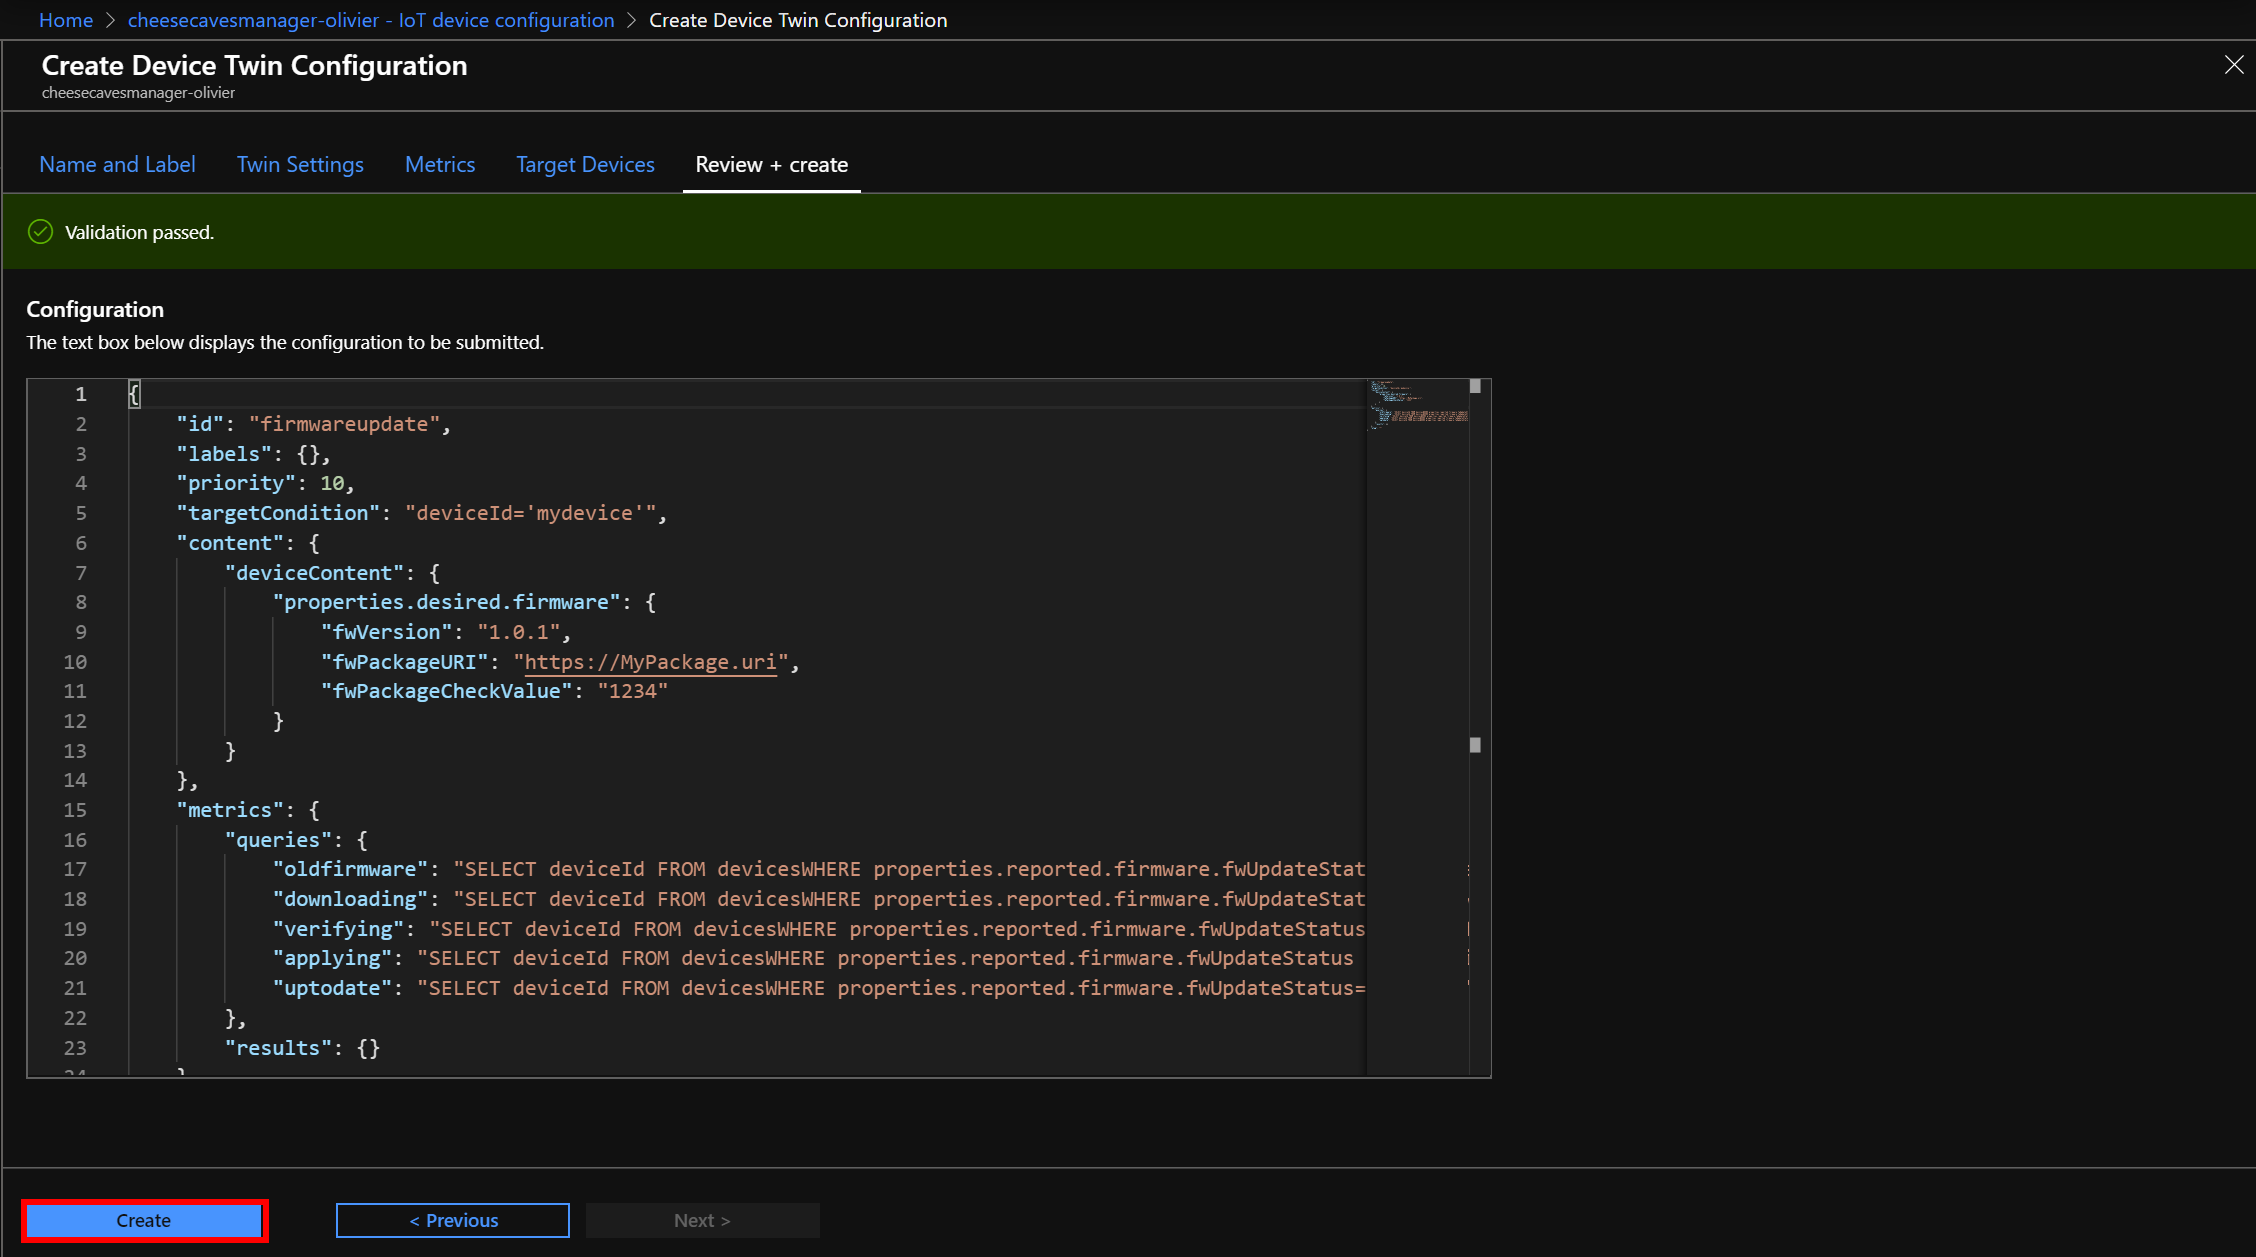 Home > cheesecavesmanager-olivier - IoT device configuration > Create Device Twin Configuration
Create Device Twin Configuration
cheesecavesmanager-olivier
Name and Label Twin Settings Metrics Target Devices Review + create
Validation passed.
Configuration
The text box below displays the configuration to be submitted.
1 {
2 "id": "firmwareupdate",
3 "labels": {},
4 "priority": 10,
5 "targetCondition": "deviceId='mydevice'",
6 "content": {
7 "deviceContent": {
8 "properties.desired.firmware": {
9 "fwVersion": "1.0.1",
10 "fwPackageURI": "https://MyPackage.uri",
11 "fwPackageCheckValue": "1234"
12 }
13 }
14 },
15 "metrics": {
16 "queries": {
17 "oldfirmware": "SELECT deviceId FROM devicesWHERE properties.reported.firmware.fwUpdateStat
18 "downloading": "SELECT deviceId FROM devicesWHERE properties.reported.firmware.fwUpdateStat
19 "verifying": "SELECT deviceId FROM devicesWHERE properties.reported.firmware.fwUpdateStatus
20 "applying": "SELECT deviceId FROM devicesWHERE properties.reported.firmware.fwUpdateStatus
21 "uptodate": "SELECT deviceId FROM devicesWHERE properties.reported.firmware.fwUpdateStatus=
22 },
23 "results": {}
Create < Previous Next >